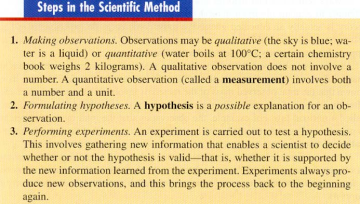 Steps in the Scientific Method
1. Making observations. Observations may be qualitative (the sky is blue; wa-
ter is a liquid) or quantitative (water boils at 100°C; a certain chemistry
book weighs 2 kilograms). A qualitative observation does not involve a
number. A quantitative observation (called a measurement) involves both
a number and a unit.
2. Formulating hypotheses. A hypothesis is a possible explanation for an ob-
servation.
3. Performing experiments. An experiment is carried out to test a hypothesis.
This involves gathering new information that enables a scientist to decide
whether or not the hypothesis is valid—that is, whether it is supported by
the new information learned from the experiment. Experiments always pro-
duce new observations, and this brings the process back to the beginning
again.